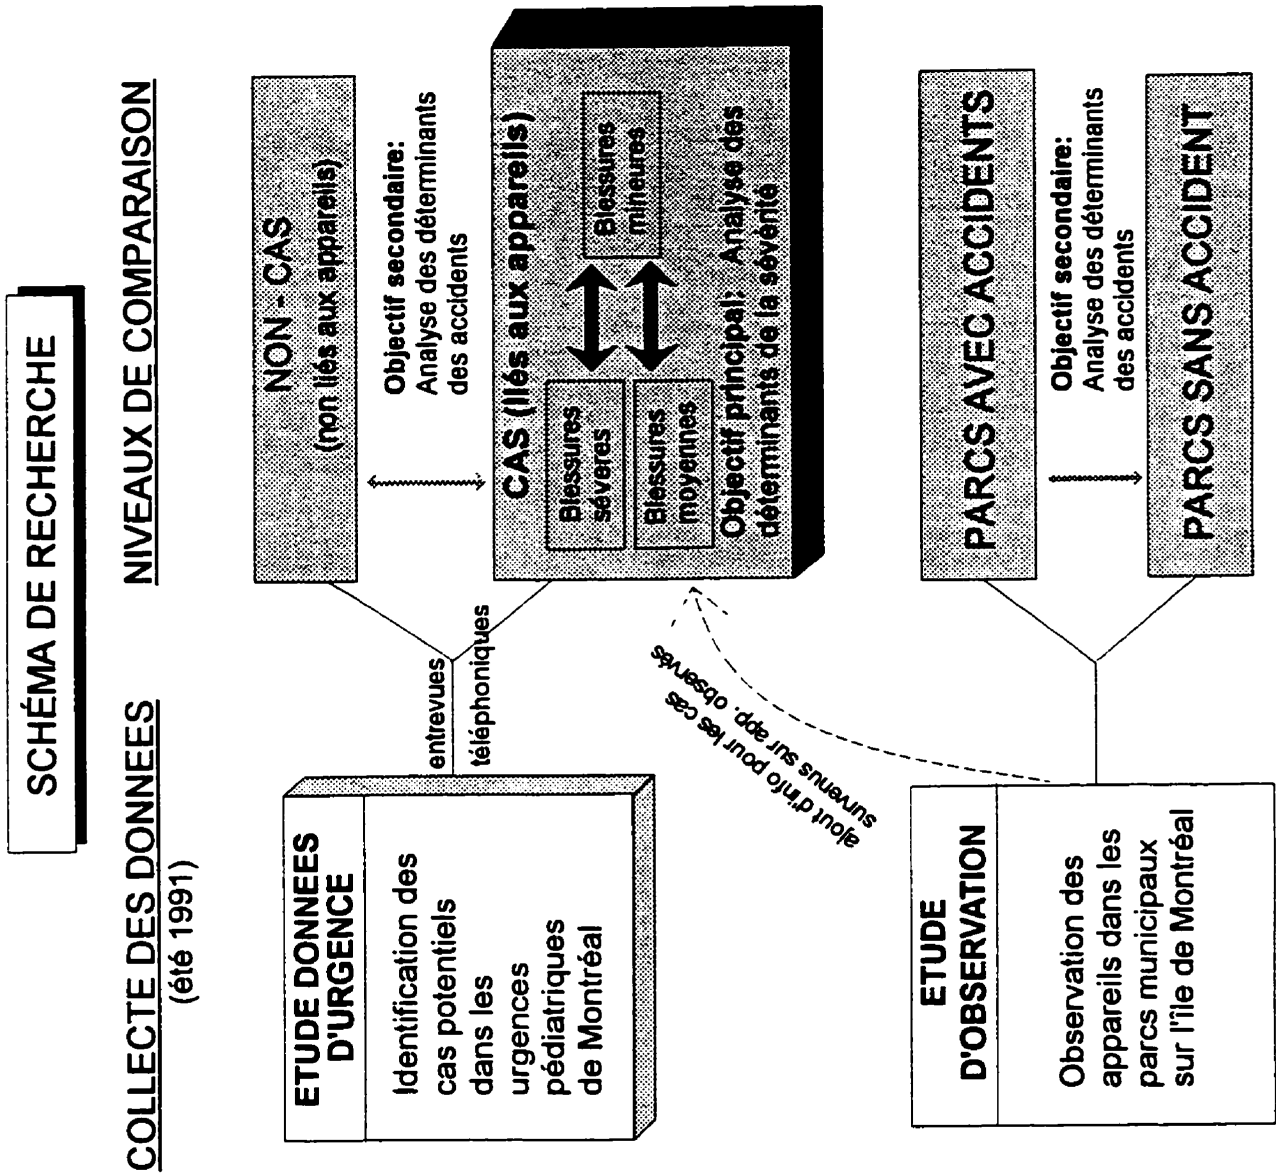 SCHÉMA DE RECHERCHE
COLLECTE DES DONNEES
(été 1991)
NIVEAUX DE COMPARAISON
ETUDE DONNEES
D'URGENCE
Identification des
cas potentiels
dans les
urgences
pédiatriques
de Montréal
entrevues
téléphoniques
NON - CAS
(non liés aux appareils)
Objectif secondaire:
Analyse des déterminants
des accidents
CAS (liés aux appareils)
Blessures
sévères
Blessures
moyennes
Blessures
mineures
Objectif principal: Analyse des
déterminants de la sévérité
ajout d'info pour les cas
survenus sur app. observés
ETUDE
D'OBSERVATION
Observation des
appareils dans les
parcs municipaux
sur l'île de Montréal
PARCS AVEC ACCIDENTS
Objectif secondaire:
Analyse des déterminants
des accidents
PARCS SANS ACCIDENT